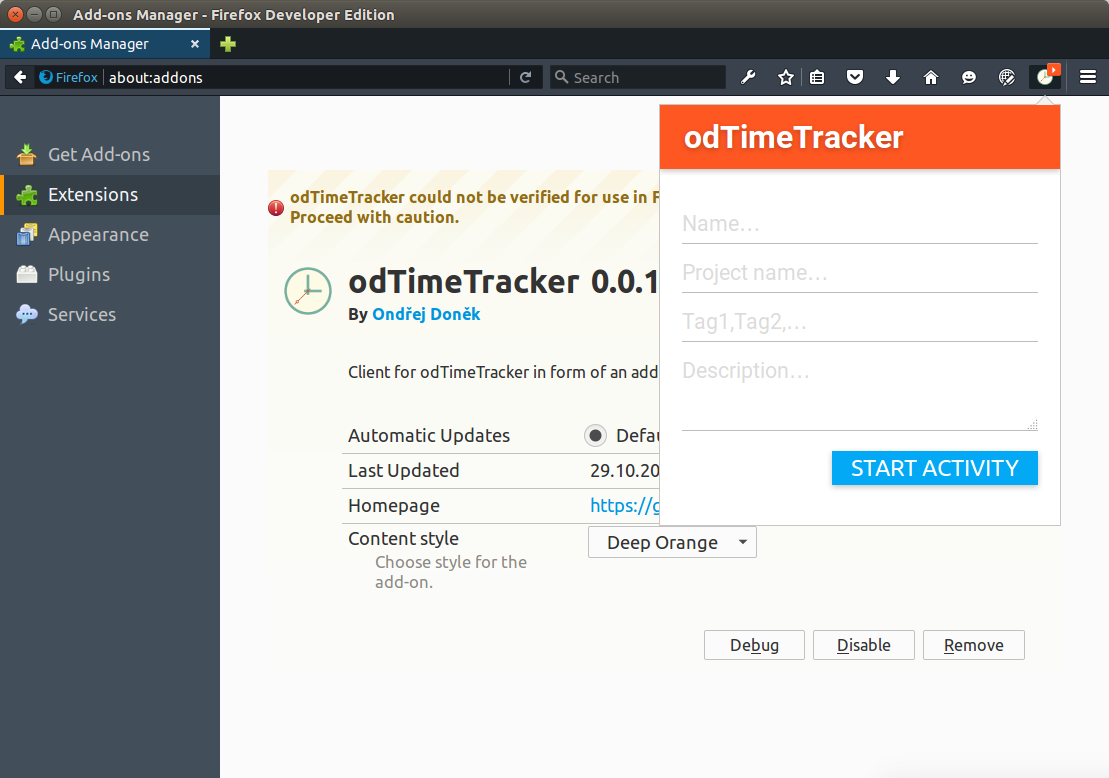 Add-ons Manager - Firefox Developer Edition
Add-ons Manager
Firefox
about:addons
Search
Get Add-ons
Extensions
Appearance
Plugins
Services
odTimeTracker could not be verified for use in F
Proceed with caution.
odTimeTracker 0.0.1
By Ondřej Doněk
Client for odTimeTracker in form of an add
Automatic Updates
Defau
Last Updated
29.10.20
Homepage
https://g
Content style
Deep Orange
Choose style for the
add-on.
Debug
Disable
Remove
odTimeTracker
Name…
Project name…
Tag1,Tag2,…
Description…
START ACTIVITY